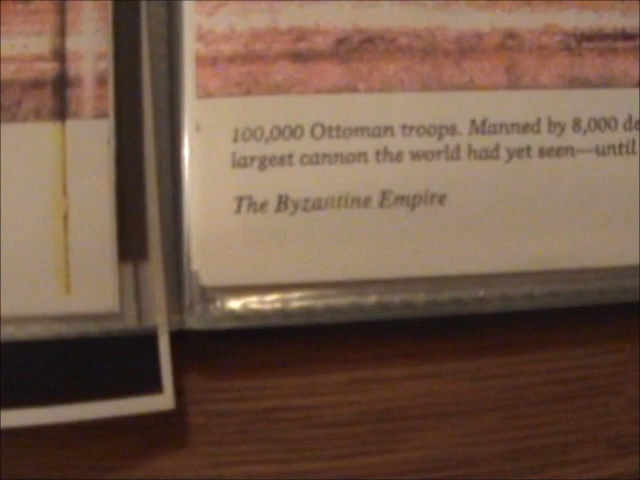 100,000 Ottoman troops. Manned by 8,000 de
largest cannon the world had yet seen—until
The Byzantine Empire